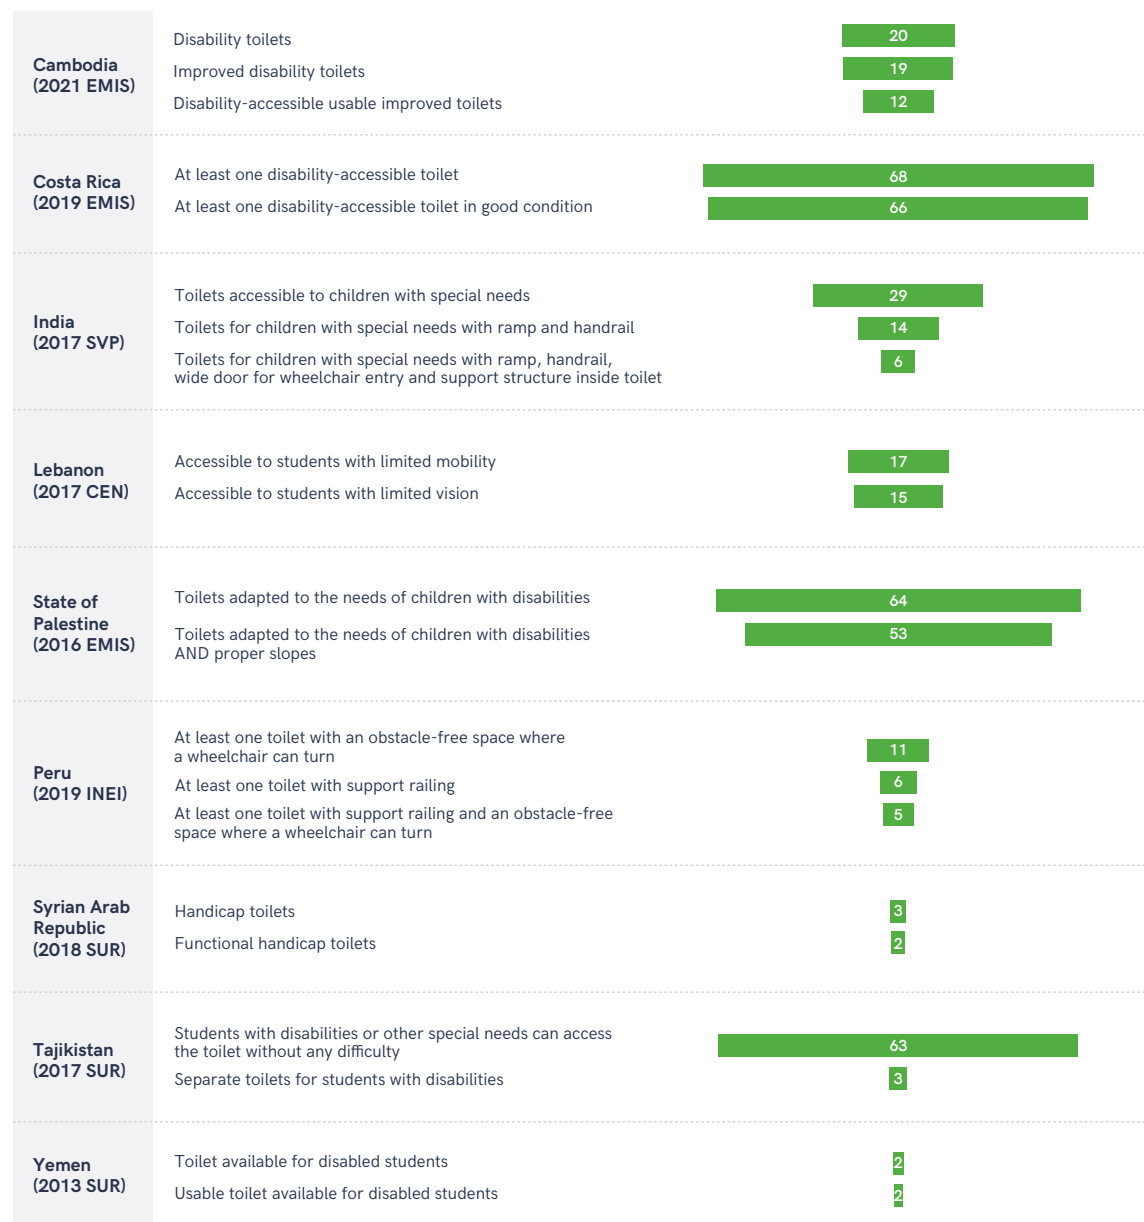 Cambodia
(2021 EMIS)
Disability toilets
20
Improved disability toilets
19
Disability-accessible usable improved toilets
12
Costa Rica
(2019 EMIS)
At least one disability-accessible toilet
68
At least one disability-accessible toilet in good condition
66
India
(2017 SVP)
Toilets accessible to children with special needs
29
Toilets for children with special needs with ramp and handrail
14
Toilets for children with special needs with ramp, handrail,
wide door for wheelchair entry and support structure inside toilet
6
Lebanon
(2017 CEN)
Accessible to students with limited mobility
17
Accessible to students with limited vision
15
State of
Palestine
(2016 EMIS)
Toilets adapted to the needs of children with disabilities
64
Toilets adapted to the needs of children with disabilities
AND proper slopes
53
Peru
(2019 INEI)
At least one toilet with an obstacle-free space where
a wheelchair can turn
11
At least one toilet with support railing
6
At least one toilet with support railing and an obstacle-free
space where a wheelchair can turn
5
Syrian Arab
Republic
(2018 SUR)
Handicap toilets
3
Functional handicap toilets
2
Tajikistan
(2017 SUR)
Students with disabilities or other special needs can access
the toilet without any difficulty
63
Separate toilets for students with disabilities
3
Yemen
(2013 SUR)
Toilet available for disabled students
2
Usable toilet available for disabled students
2